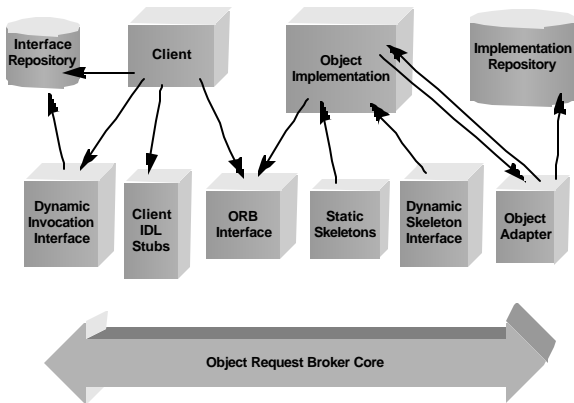 Interface
Repository
Client
Object
Implementation
Implementation
Repository
Dynamic
Invocation
Interface
Client
IDL
Stubs
ORB
Interface
Static
Skeletons
Dynamic
Skeleton
Interface
Object
Adapter
Object Request Broker Core